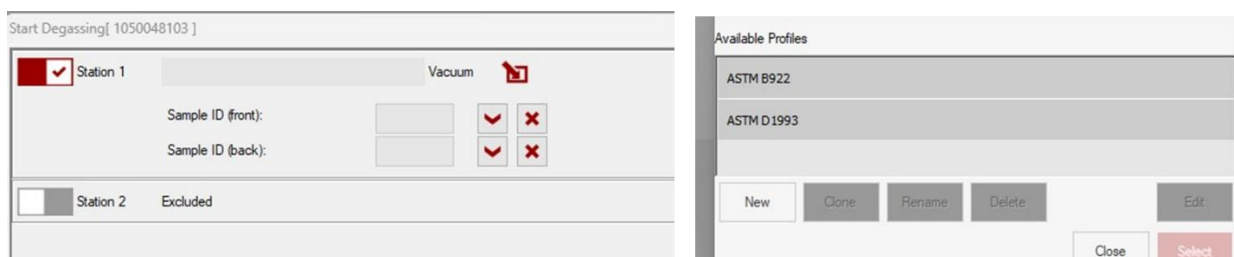 Start Degassing[ 1050048103 ]
Station 1 Vacuum
Sample ID (front):
Sample ID (back):
Station 2 Excluded
Available Profiles
ASTM B922
ASTM D1993
New Clone Rename Delete Edit
Close Select